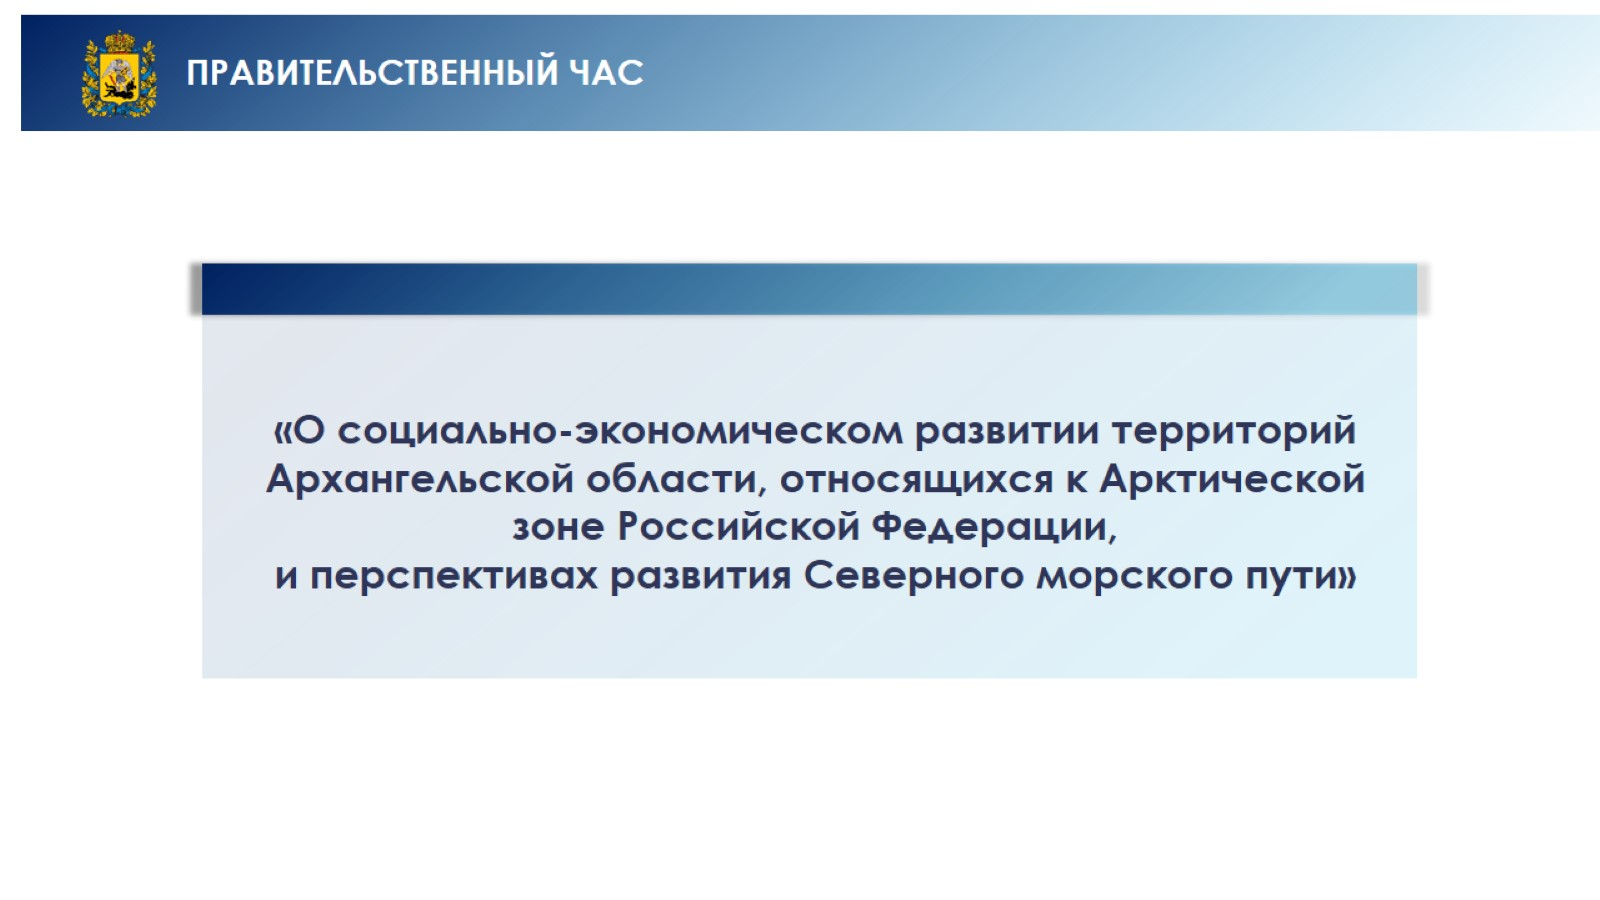 ПРАВИТЕЛЬСТВЕННЫЙ ЧАС
«О социально-экономическом развитии территорий
Архангельской области, относящихся к Арктической
зоне Российской Федерации,
и перспективах развития Северного морского пути»